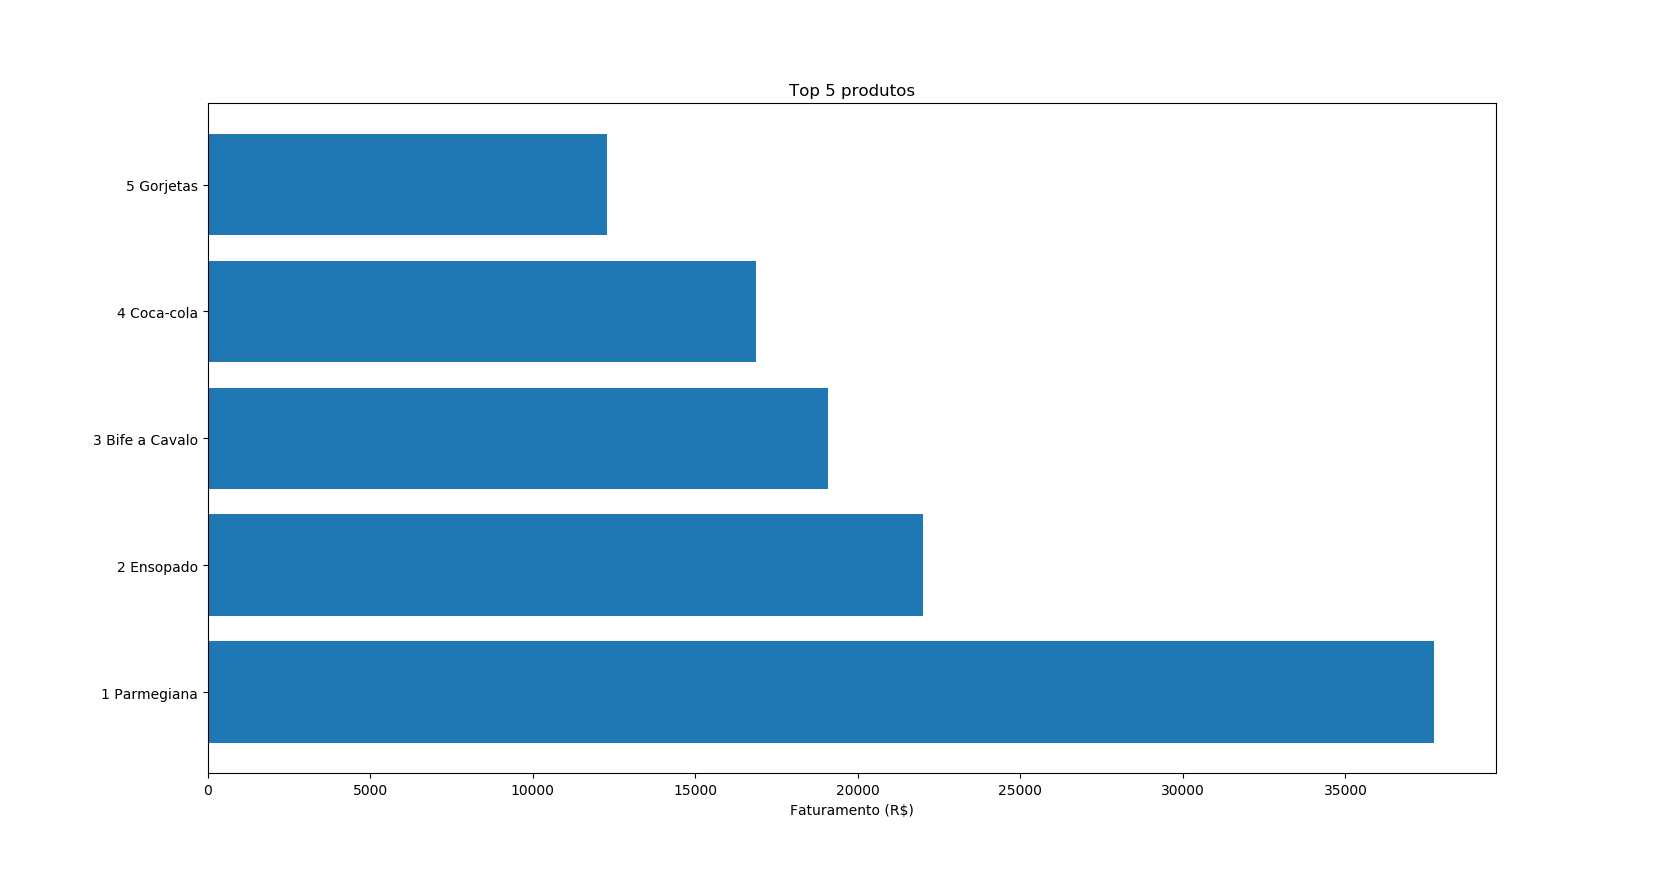 Top 5 produtos
5 Gorjetas
4 Coca-cola
3 Bife a Cavalo
2 Ensopado
1 Parmegiana
0 5000 10000 15000 20000 25000 30000 35000
Faturamento (R$)